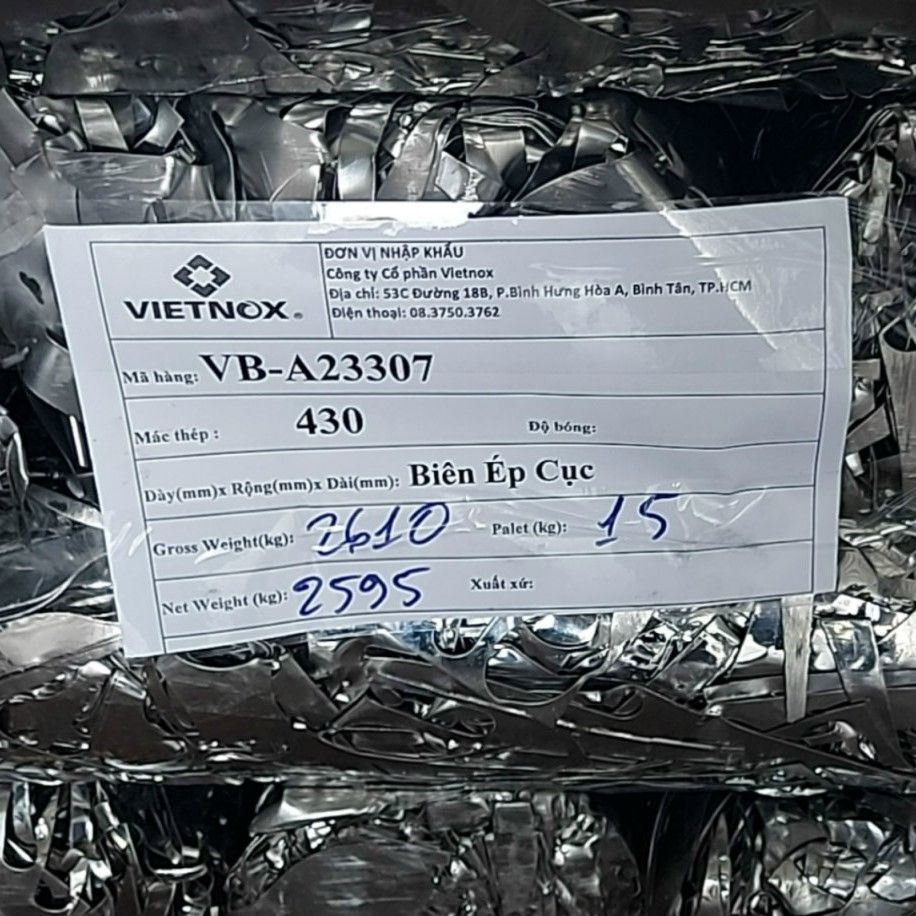 VIETNOX®
ĐƠN VỊ NHẬP KHẨU
Công ty Cổ phần Vietnox
Địa chỉ: 53C Đường 18B, P.Bình Hưng Hòa A, Bình Tân, TP.HCM
Điện thoại: 08.3750.3762
Mã hàng: VB-A23307
Mác thép : 430 Độ bóng:
Dày(mm)x Rộng(mm)x Dài(mm): Biên Ép Cục
Gross Weight(kg): 2610 Palet (kg): 15
Net Weight (kg): 2595 Xuất xứ: